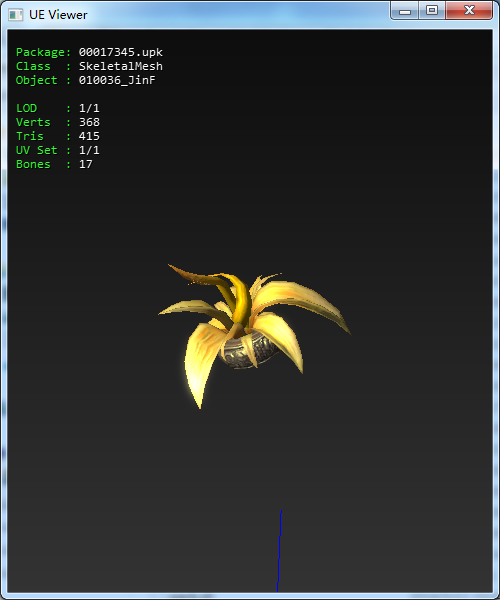 UE Viewer
Package: 00017345.upk
Class : SkeletalMesh
Object : 010036_JinF
LOD : 1/1
Verts : 368
Tris : 415
UV Set : 1/1
Bones : 17